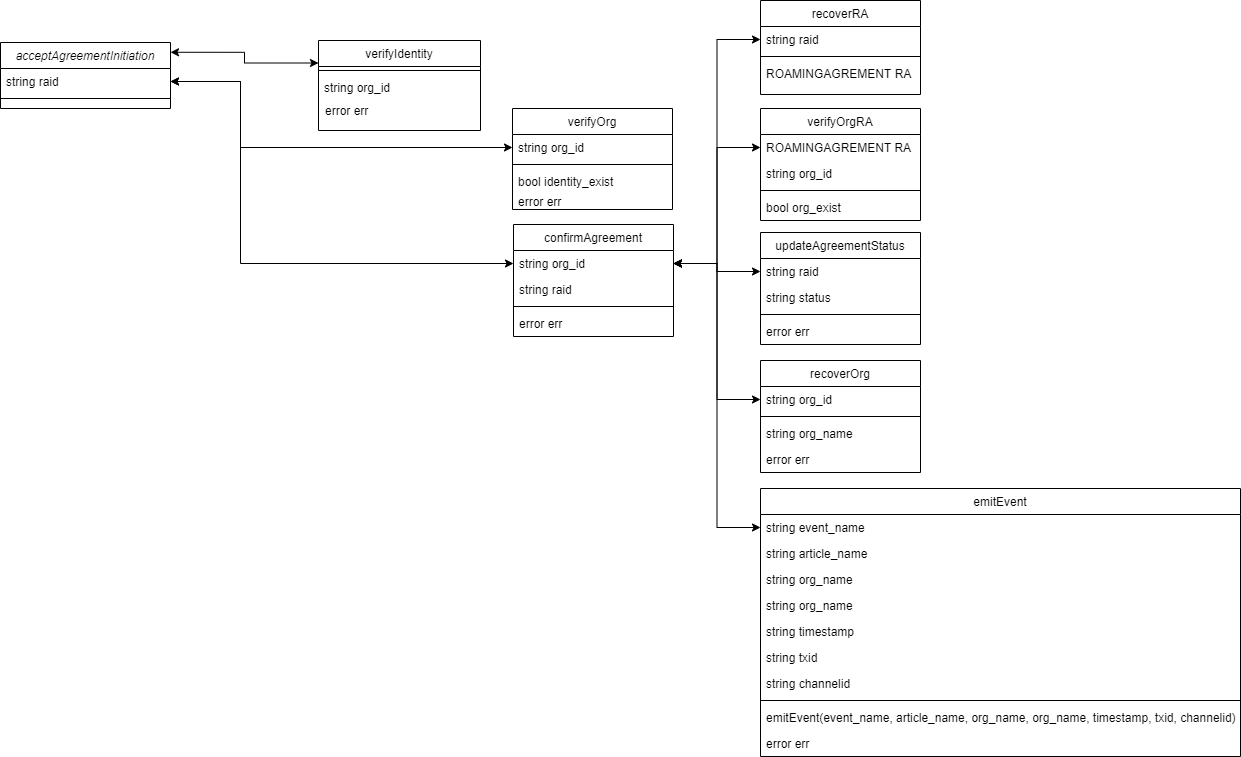 acceptAgreementInitiation
string raid
verifyIdentity
string org_id
error err
verifyOrg
string org_id
bool identity_exist
error err
confirmAgreement
string org_id
string raid
error err
recoverRA
string raid
ROAMINGAGREMENT RA
verifyOrgRA
ROAMINGAGREMENT RA
string org_id
bool org_exist
updateAgreementStatus
string raid
string status
error err
recoverOrg
string org_id
string org_name
error err
emitEvent
string event_name
string article_name
string org_name
string org_name
string timestamp
string txid
string channelid
emitEvent(event_name, article_name, org_name, org_name, timestamp, txid, channelid)
error err